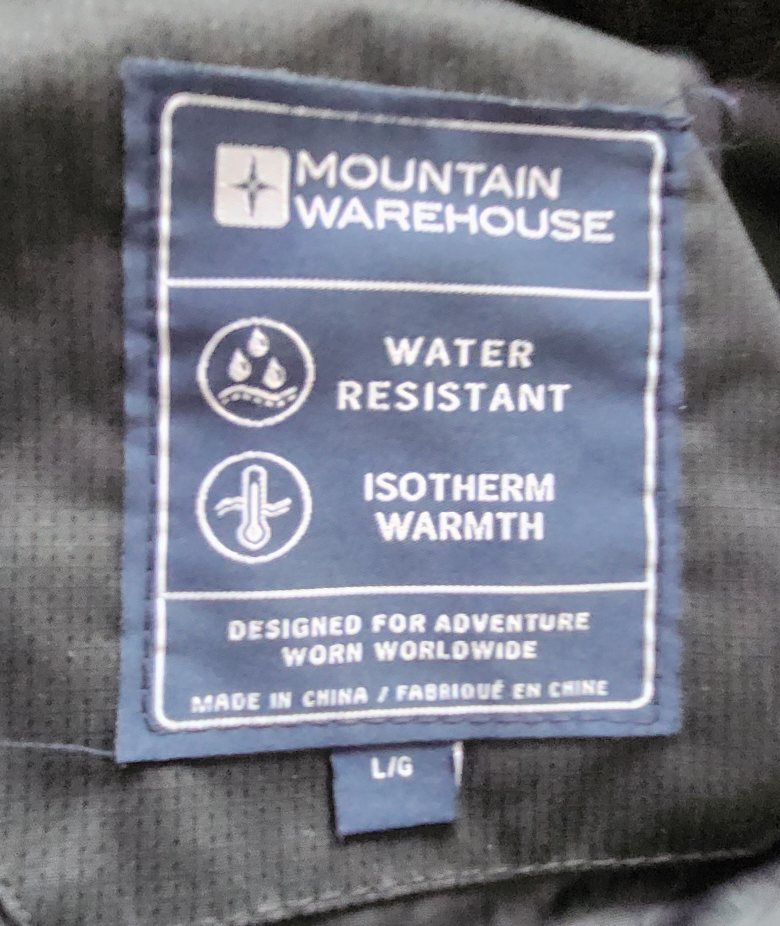 MOUNTAIN
WAREHOUSE
WATER
RESISTANT
ISOTHERM
WARMTH
DESIGNED FOR ADVENTURE
WORN WORLDWIDE
MADE IN CHINA / FABRIQUÉ EN CHINE
L/G